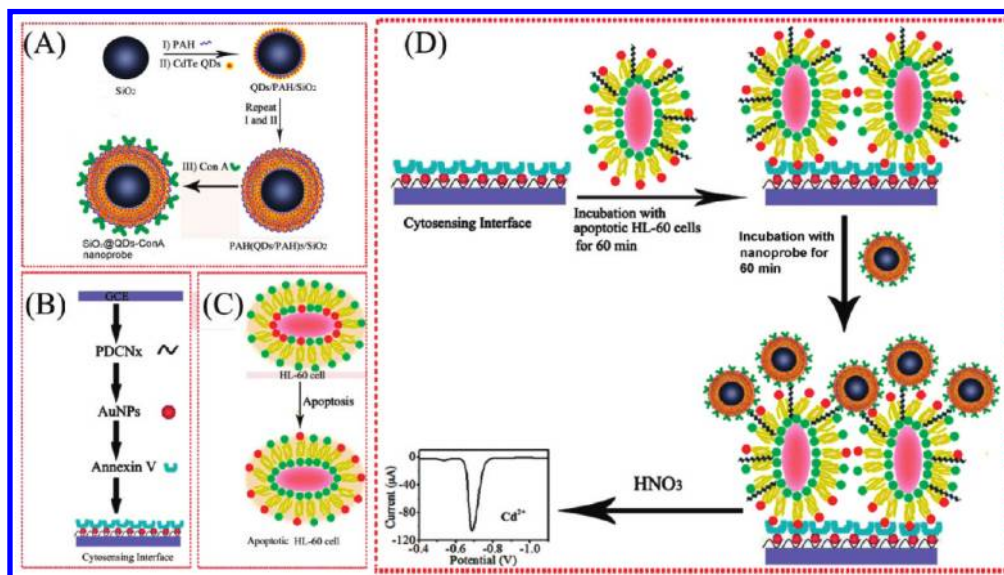 (A)
I) PAH
II) CdTe QDs
SiO2
QDs/PAH/SiO2
Repeat
I and II
III) Con A
SiO2@QDs-ConA
nanoprobe
PAH(QDs/PAH)5/SiO2
(B)
GCE
PDCNx
AuNPs
Annexin V
Cytosensing Interface
(C)
HL-60 cell
Apoptosis
Apoptotic HL-60 cell
(D)
Cytosensing Interface
Incubation with
apoptotic HL-60 cells
for 60 min
Incubation with
nanoprobe for
60 min
HNO3
Current (μA)
0
-40
-80
-120
Cd2+
-0.4 -0.6 -0.8 -1.0
Potential (V)